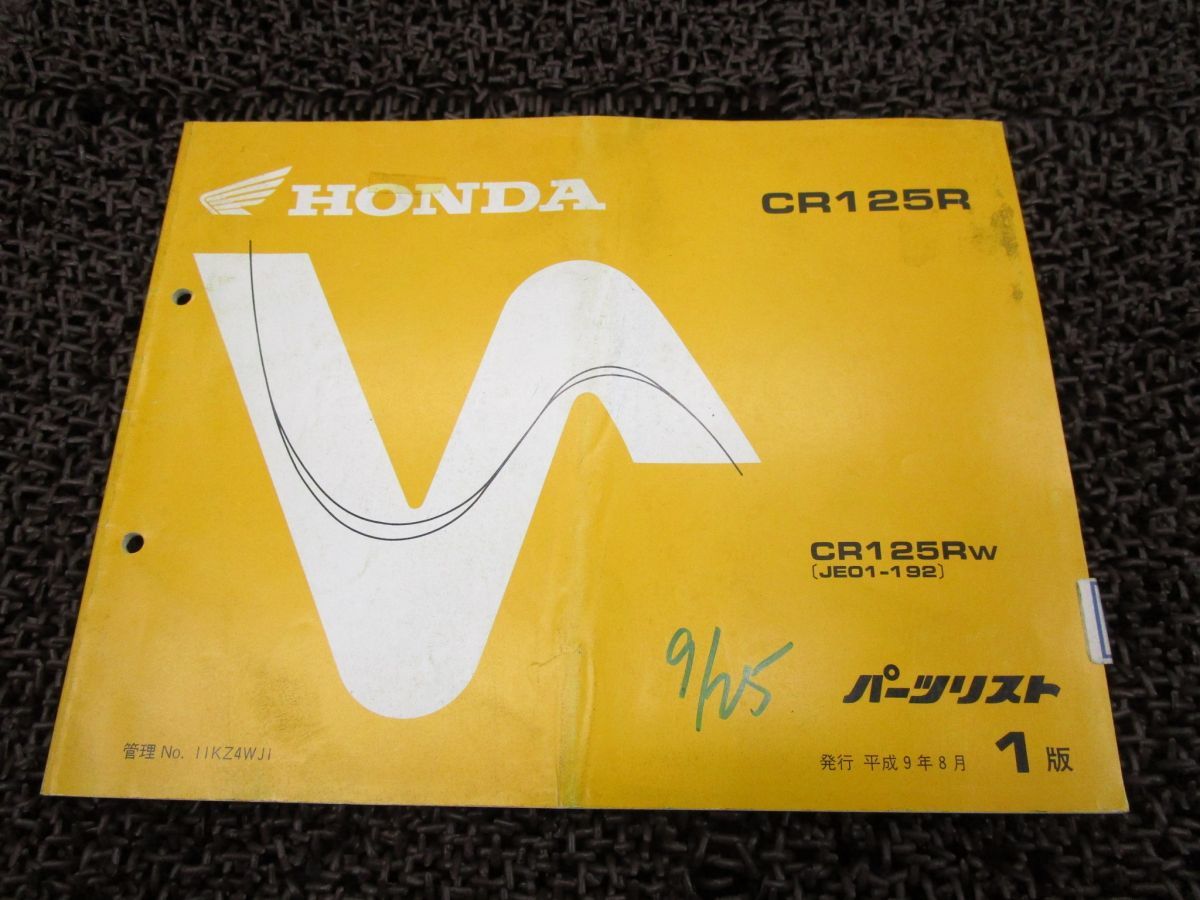 HONDA
CR125R
CR125RW
〔JE01-192〕
9/25
パーツリスト
管理 No. 11KZ4WJ1
発行 平成9年8月 1版